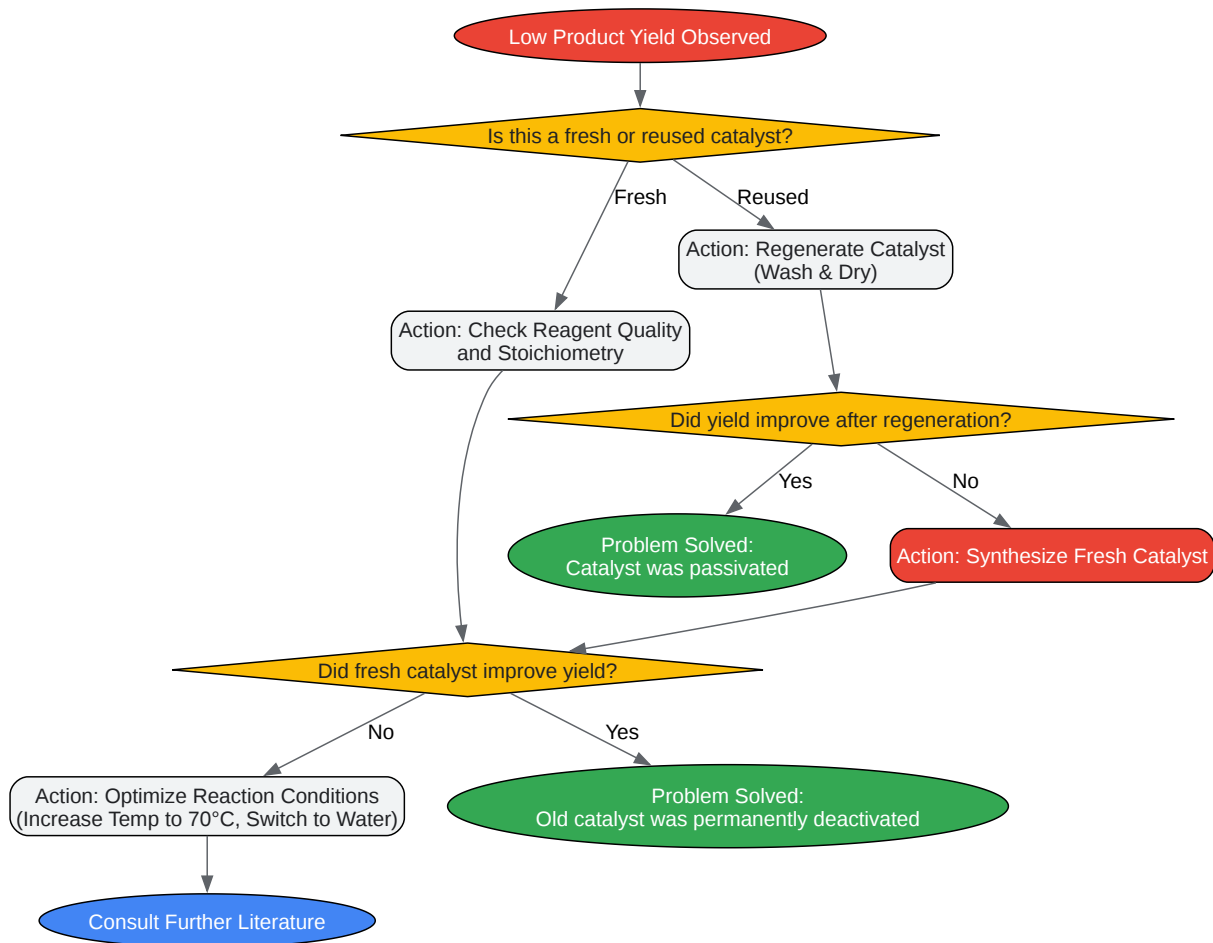 Low Product Yield Observed
Is this a fresh or reused catalyst?
Fresh
Reused
Action: Regenerate Catalyst
(Wash & Dry)
Action: Check Reagent Quality
and Stoichiometry
Did yield improve after regeneration?
Yes
No
Problem Solved:
Catalyst was passivated
Action: Synthesize Fresh Catalyst
Did fresh catalyst improve yield?
No
Yes
Action: Optimize Reaction Conditions
(Increase Temp to 70°C, Switch to Water)
Problem Solved:
Old catalyst was permanently deactivated
Consult Further Literature